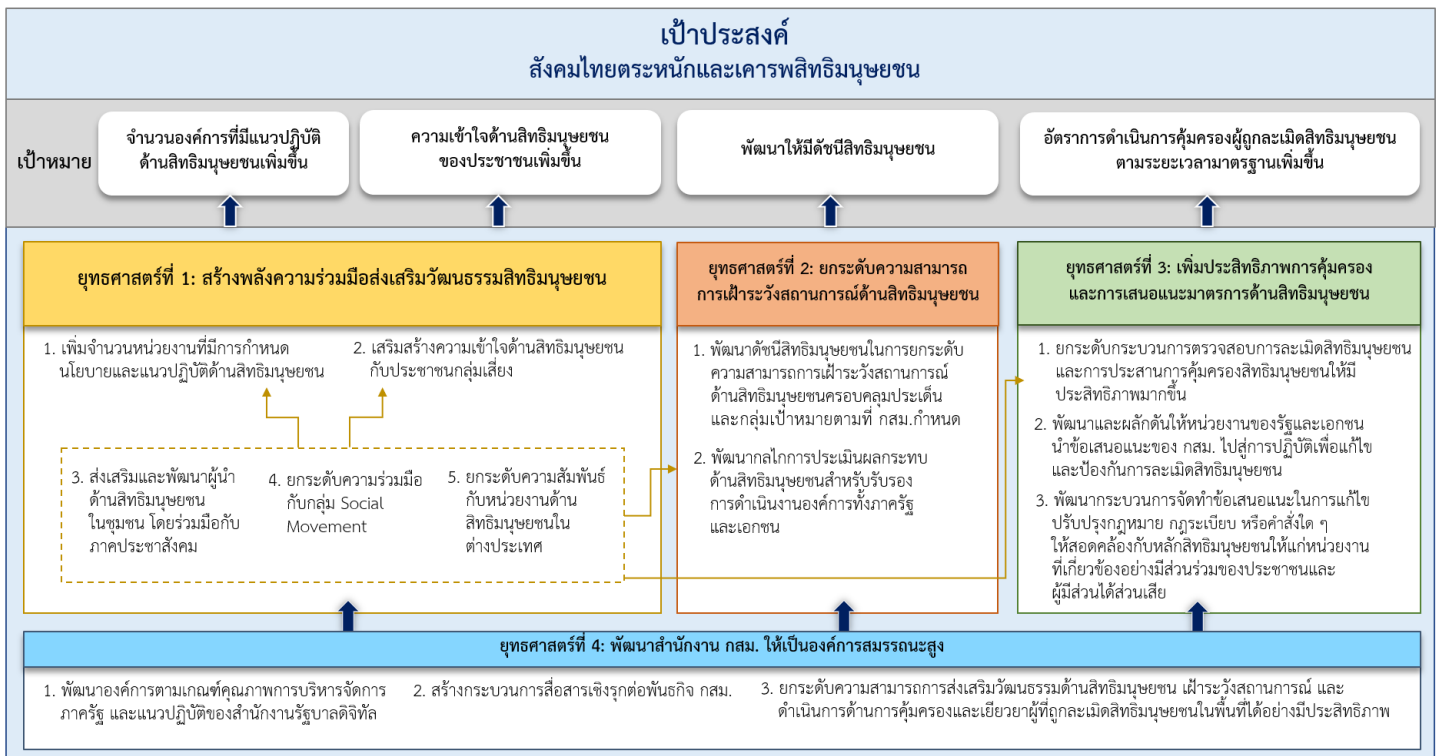 เป้าประสงค์
สังคมไทยตระหนักและเคารพสิทธิมนุษยชน
เป้าหมาย
จำนวนองค์การที่มีแนวปฏิบัติ
ด้านสิทธิมนุษยชนเพิ่มขึ้น
ความเข้าใจด้านสิทธิมนุษยชน
ของประชาชนเพิ่มขึ้น
พัฒนาให้มีดัชนีสิทธิมนุษยชน
อัตราการดำเนินการคุ้มครองผู้ถูกละเมิดสิทธิมนุษยชน
ตามระยะเวลามาตรฐานเพิ่มขึ้น
ยุทธศาสตร์ที่ 1: สร้างพลังความร่วมมือส่งเสริมวัฒนธรรมสิทธิมนุษยชน
1. เพิ่มจำนวนหน่วยงานที่มีการกำหนด
นโยบายและแนวปฏิบัติด้านสิทธิมนุษยชน
2. เสริมสร้างความเข้าใจด้านสิทธิมนุษยชน
กับประชาชนกลุ่มเสี่ยง
3. ส่งเสริมและพัฒนาผู้นำ
ด้านสิทธิมนุษยชน
ในชุมชน โดยร่วมมือกับ
ภาคประชาสังคม
4. ยกระดับความร่วมมือ
กับกลุ่ม Social
Movement
5. ยกระดับความสัมพันธ์
กับหน่วยงานด้าน
สิทธิมนุษยชนใน
ต่างประเทศ
ยุทธศาสตร์ที่ 2: ยกระดับความสามารถ
การเฝ้าระวังสถานการณ์ด้านสิทธิมนุษยชน
1. พัฒนาดัชนีสิทธิมนุษยชนในการยกระดับ
ความสามารถการเฝ้าระวังสถานการณ์
ด้านสิทธิมนุษยชนครอบคลุมประเด็น
และกลุ่มเป้าหมายตามที่ กสม.กำหนด
2. พัฒนากลไกการประเมินผลกระทบ
ด้านสิทธิมนุษยชนสำหรับรับรอง
การดำเนินงานองค์การทั้งภาครัฐ
และเอกชน
ยุทธศาสตร์ที่ 3: เพิ่มประสิทธิภาพการคุ้มครอง
และการเสนอแนะมาตรการด้านสิทธิมนุษยชน
1. ยกระดับกระบวนการตรวจสอบการละเมิดสิทธิมนุษยชน
และการประสานการคุ้มครองสิทธิมนุษยชนให้มี
ประสิทธิภาพมากขึ้น
2. พัฒนาและผลักดันให้หน่วยงานของรัฐและเอกชน
นำข้อเสนอแนะของ กสม. ไปสู่การปฏิบัติเพื่อแก้ไข
และป้องกันการละเมิดสิทธิมนุษยชน
3. พัฒนากระบวนการจัดทำข้อเสนอแนะในการแก้ไข
ปรับปรุงกฎหมาย กฎระเบียบ หรือคำสั่งใด ๆ
ให้สอดคล้องกับหลักสิทธิมนุษยชนให้แก่หน่วยงาน
ที่เกี่ยวข้องอย่างมีส่วนร่วมของประชาชนและ
ผู้มีส่วนได้ส่วนเสีย
ยุทธศาสตร์ที่ 4: พัฒนาสำนักงาน กสม. ให้เป็นองค์การสมรรถนะสูง
1. พัฒนาองค์การตามเกณฑ์คุณภาพการบริหารจัดการ
ภาครัฐ และแนวปฏิบัติของสำนักงานรัฐบาลดิจิทัล
2. สร้างกระบวนการสื่อสารเชิงรุกต่อพันธกิจ กสม.
3. ยกระดับความสามารถการส่งเสริมวัฒนธรรมด้านสิทธิมนุษยชน เฝ้าระวังสถานการณ์ และ
ดำเนินการด้านการคุ้มครองและเยียวยาผู้ที่ถูกละเมิดสิทธิมนุษยชนในพื้นที่ได้อย่างมีประสิทธิภาพ